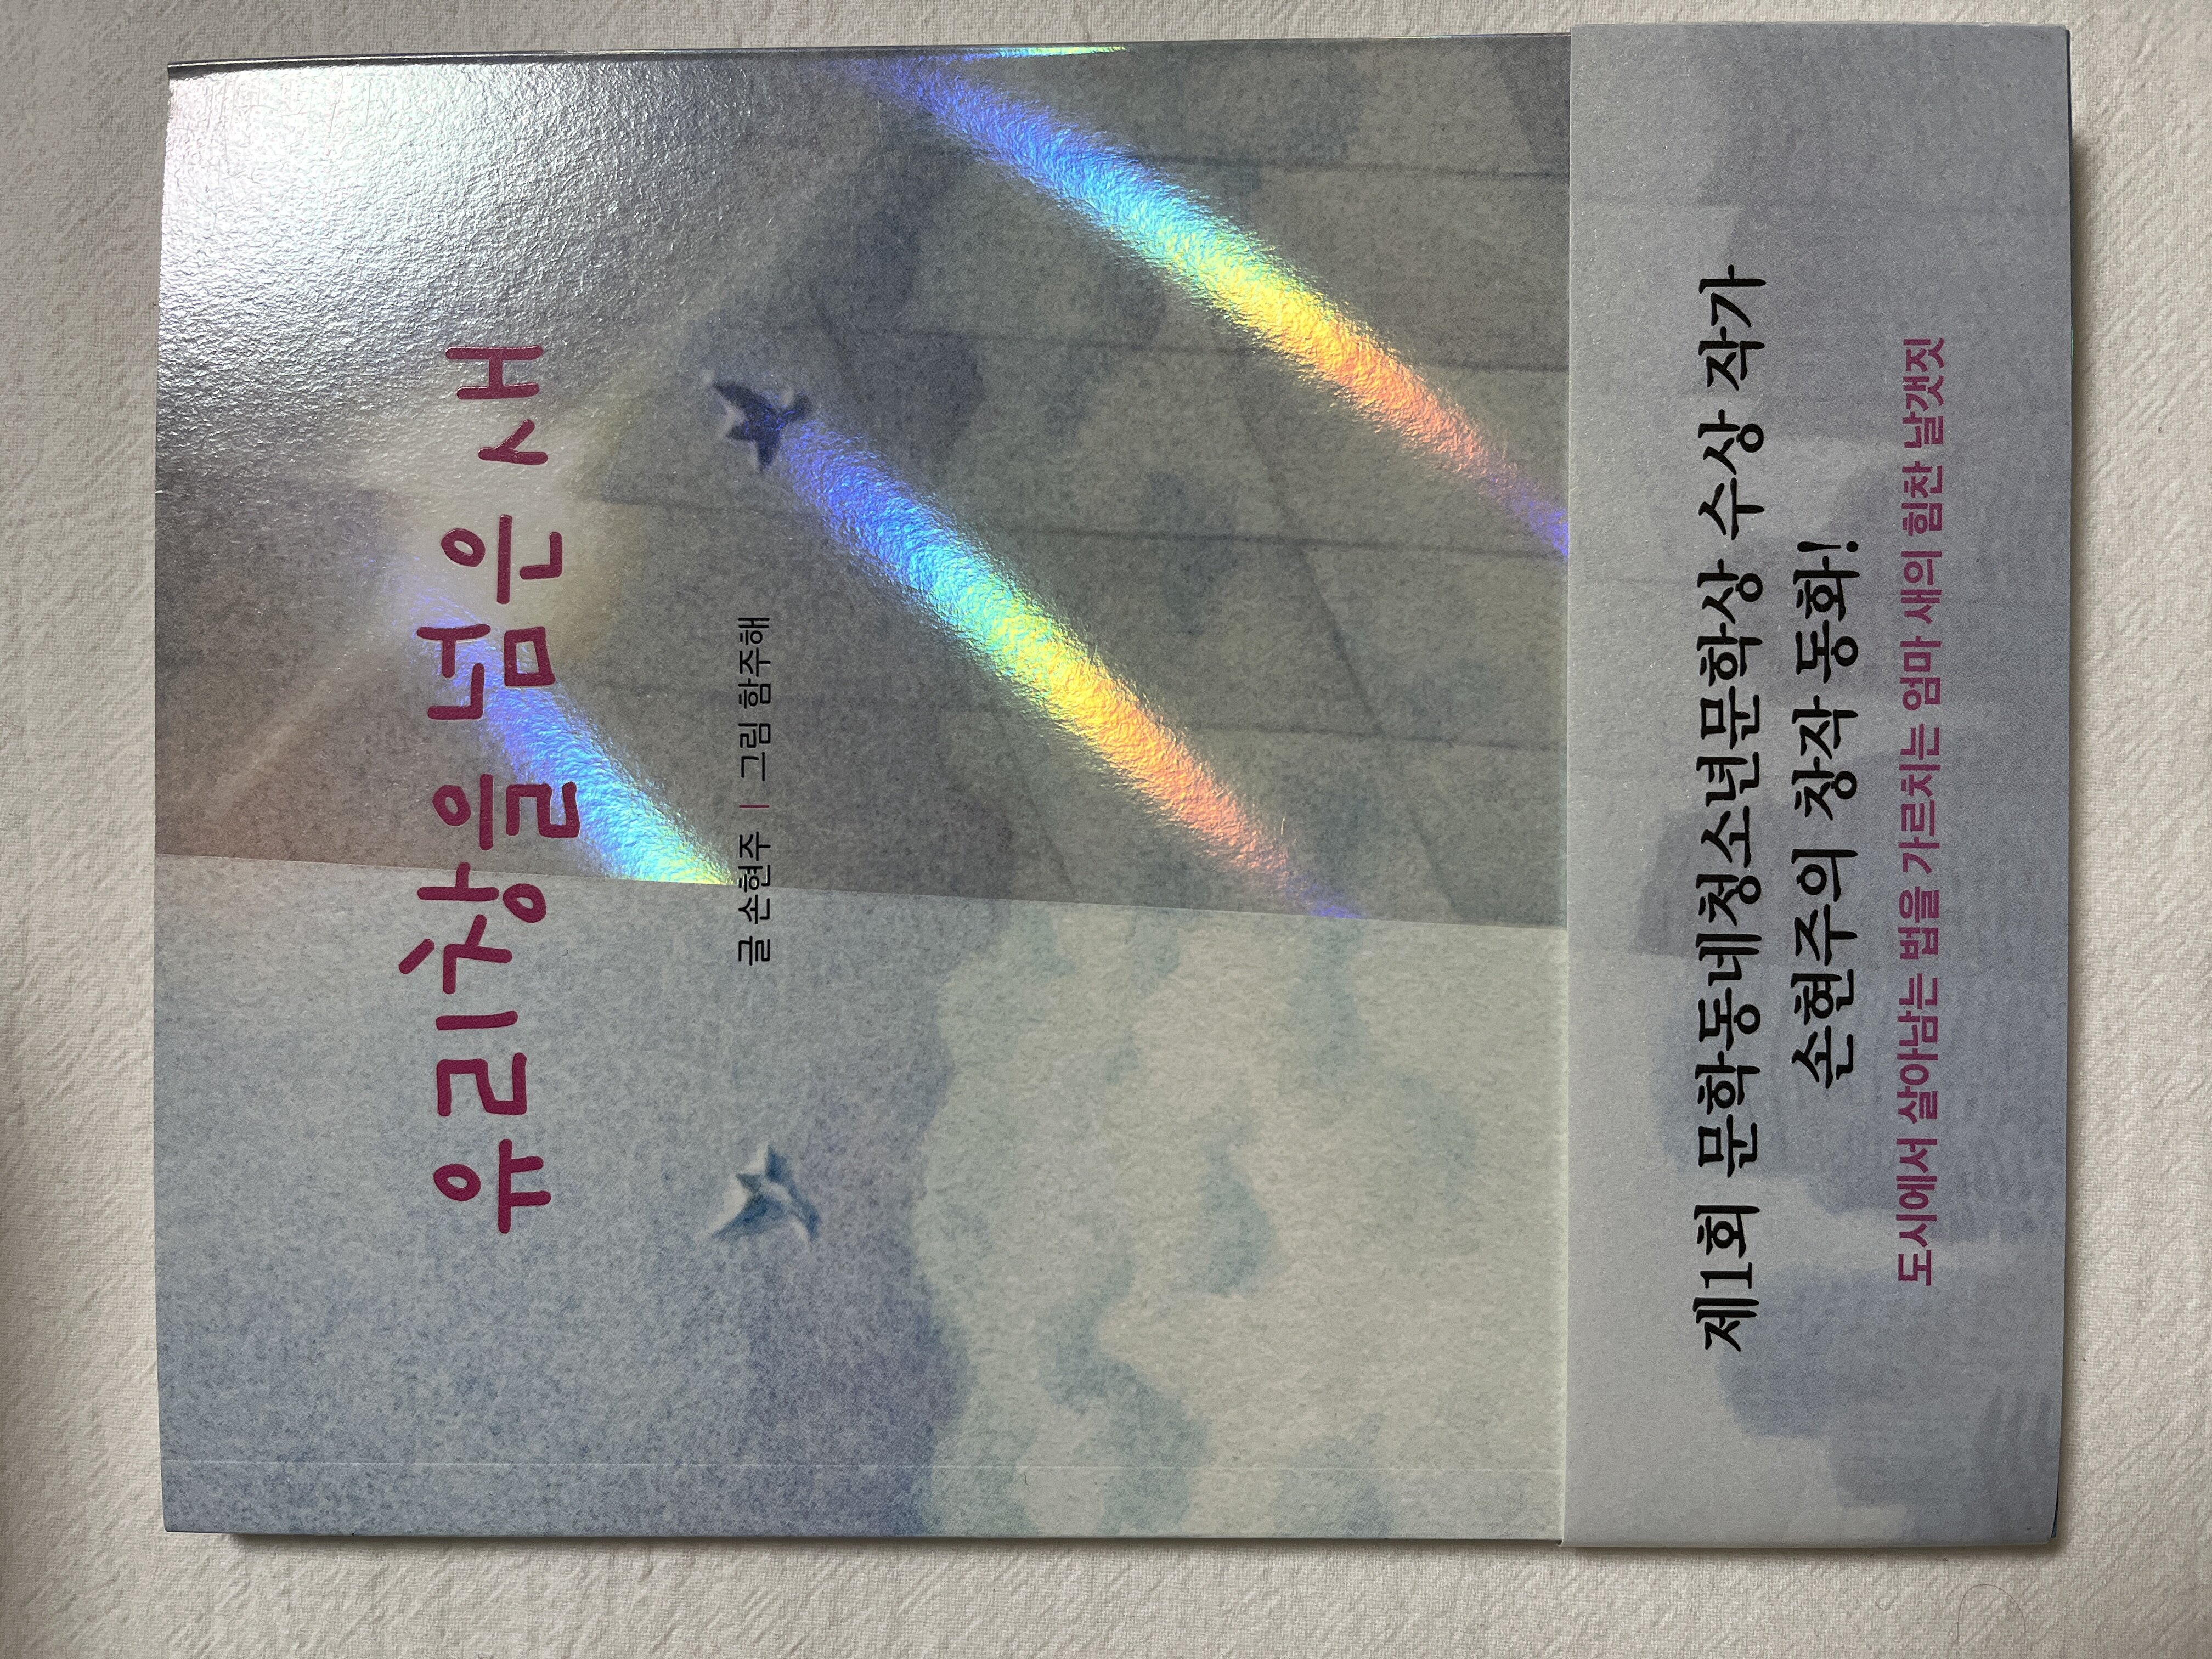 유리창을 넘은 새
글 손현주 | 그림 함주해
제1회 문학동네청소년문학상 수상 작가
손현주의 창작 동화!
도시에서 살아남는 법을 가르치는 엄마 새의 힘찬 날갯짓